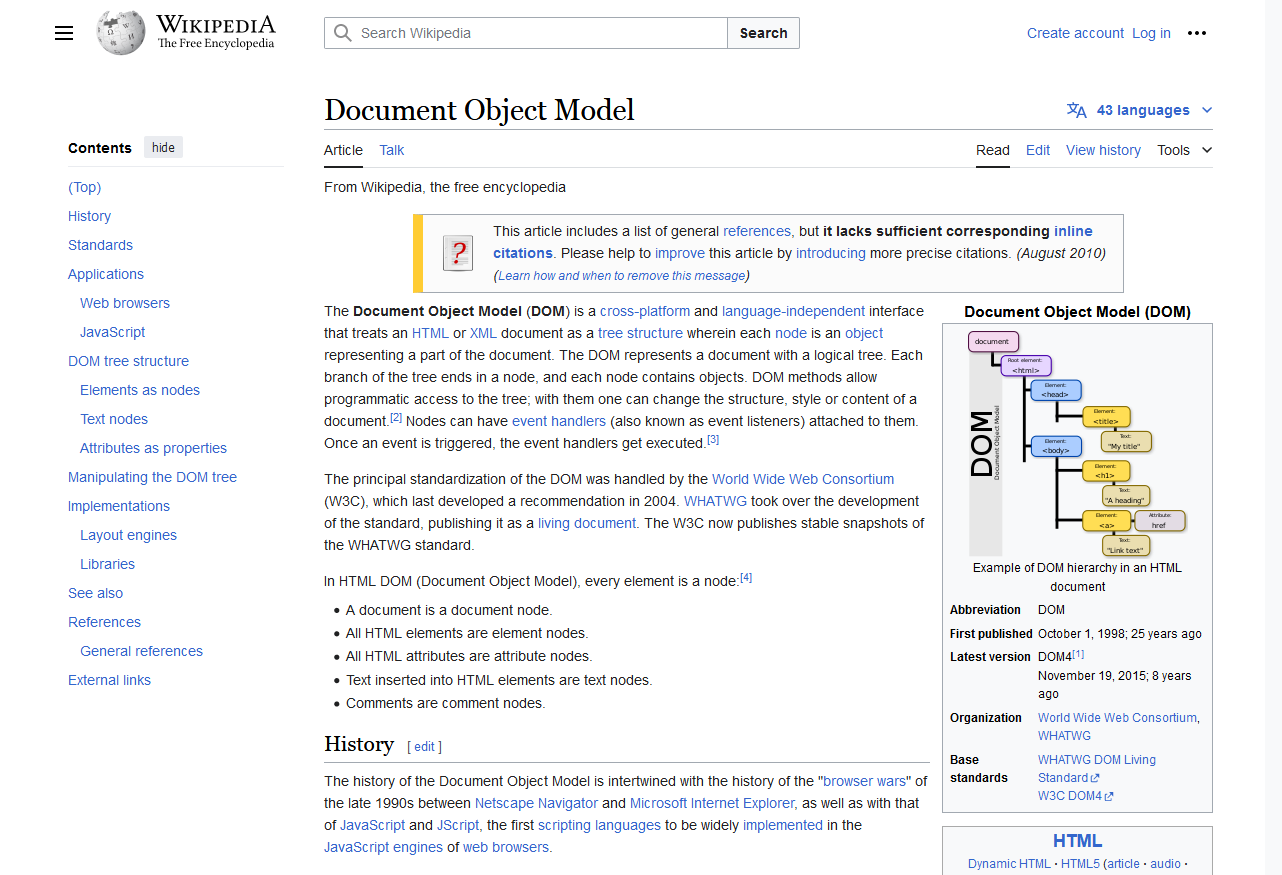 WIKIPEDIA
The Free Encyclopedia
Search Wikipedia
Search
Create account Log in
Document Object Model
43 languages
Article Talk
Read Edit View history Tools
From Wikipedia, the free encyclopedia
Contents hide
(Top)
History
Standards
Applications
Web browsers
JavaScript
DOM tree structure
Elements as nodes
Text nodes
Attributes as properties
Manipulating the DOM tree
Implementations
Layout engines
Libraries
See also
References
General references
External links
This article includes a list of general references, but it lacks sufficient corresponding inline
citations. Please help to improve this article by introducing more precise citations. (August 2010)
(Learn how and when to remove this message)
The Document Object Model (DOM) is a cross-platform and language-independent interface
that treats an HTML or XML document as a tree structure wherein each node is an object
representing a part of the document. The DOM represents a document with a logical tree. Each
branch of the tree ends in a node, and each node contains objects. DOM methods allow
programmatic access to the tree; with them one can change the structure, style or content of a
document.[2] Nodes can have event handlers (also known as event listeners) attached to them.
Once an event is triggered, the event handlers get executed.[3]
The principal standardization of the DOM was handled by the World Wide Web Consortium
(W3C), which last developed a recommendation in 2004. WHATWG took over the development
of the standard, publishing it as a living document. The W3C now publishes stable snapshots of
the WHATWG standard.
In HTML DOM (Document Object Model), every element is a node:[4]
• A document is a document node.
• All HTML elements are element nodes.
• All HTML attributes are attribute nodes.
• Text inserted into HTML elements are text nodes.
• Comments are comment nodes.
History [ edit ]
The history of the Document Object Model is intertwined with the history of the "browser wars" of
the late 1990s between Netscape Navigator and Microsoft Internet Explorer, as well as with that
of JavaScript and JScript, the first scripting languages to be widely implemented in the
JavaScript engines of web browsers.
Document Object Model (DOM)
document
Root element:
<html>
Element:
<head>
Element:
<title>
Text:
"My title"
Element:
<body>
Element:
<h1>
Text:
"A heading"
Element:
<a>
Attribute:
href
Text:
"Link text"
DOM
Document Object Model
Example of DOM hierarchy in an HTML
document
Abbreviation DOM
First published October 1, 1998; 25 years ago
Latest version DOM4[1]
November 19, 2015; 8 years
ago
Organization World Wide Web Consortium,
WHATWG
Base WHATWG DOM Living
standards Standard
W3C DOM4
HTML
Dynamic HTML · HTML5 (article · audio ·